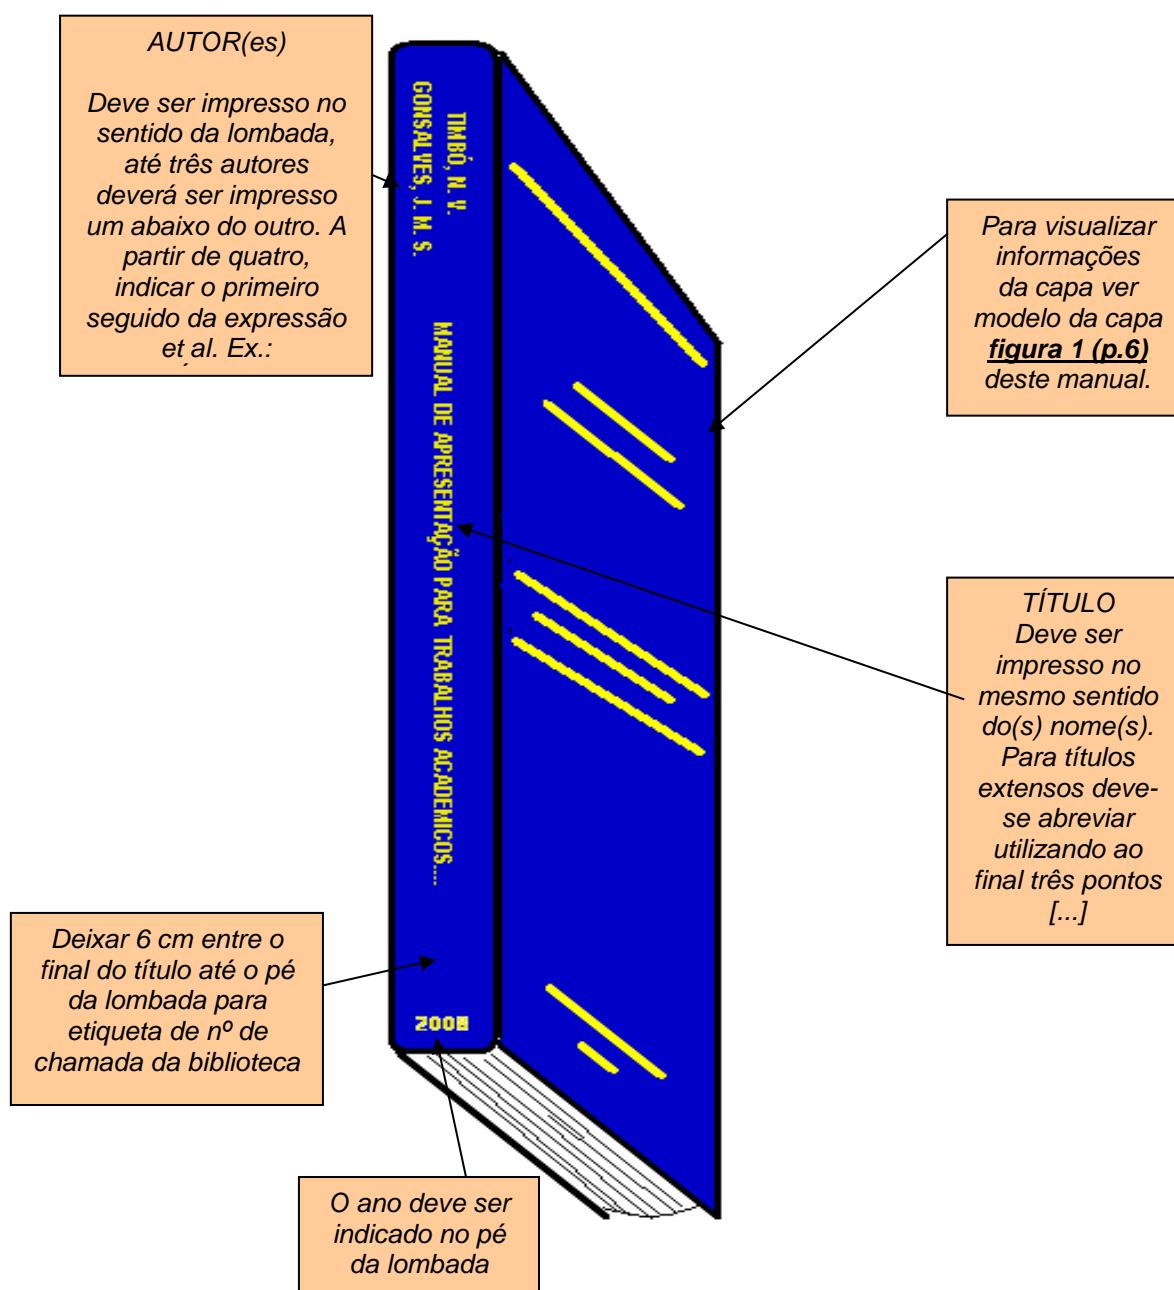 AUTOR(es)
Deve ser impresso no
sentido da lombada,
até três autores
deverá ser impresso
um abaixo do outro. A
partir de quatro,
indicar o primeiro
seguido da expressão
et al. Ex.:
TIMBÓ, N. V.
GONSALVES, J. M. S.
MANUAL DE APRESENTAÇÃO PARA TRABALHOS ACADEMICOS....
2008
Para visualizar
informações
da capa ver
modelo da capa
figura 1 (p.6)
deste manual.
TÍTULO
Deve ser
impresso no
mesmo sentido
do(s) nome(s).
Para títulos
extensos deve-
se abreviar
utilizando ao
final três pontos
[...]
Deixar 6 cm entre o
final do título até o pé
da lombada para
etiqueta de nº de
chamada da biblioteca
O ano deve ser
indicado no pé
da lombada